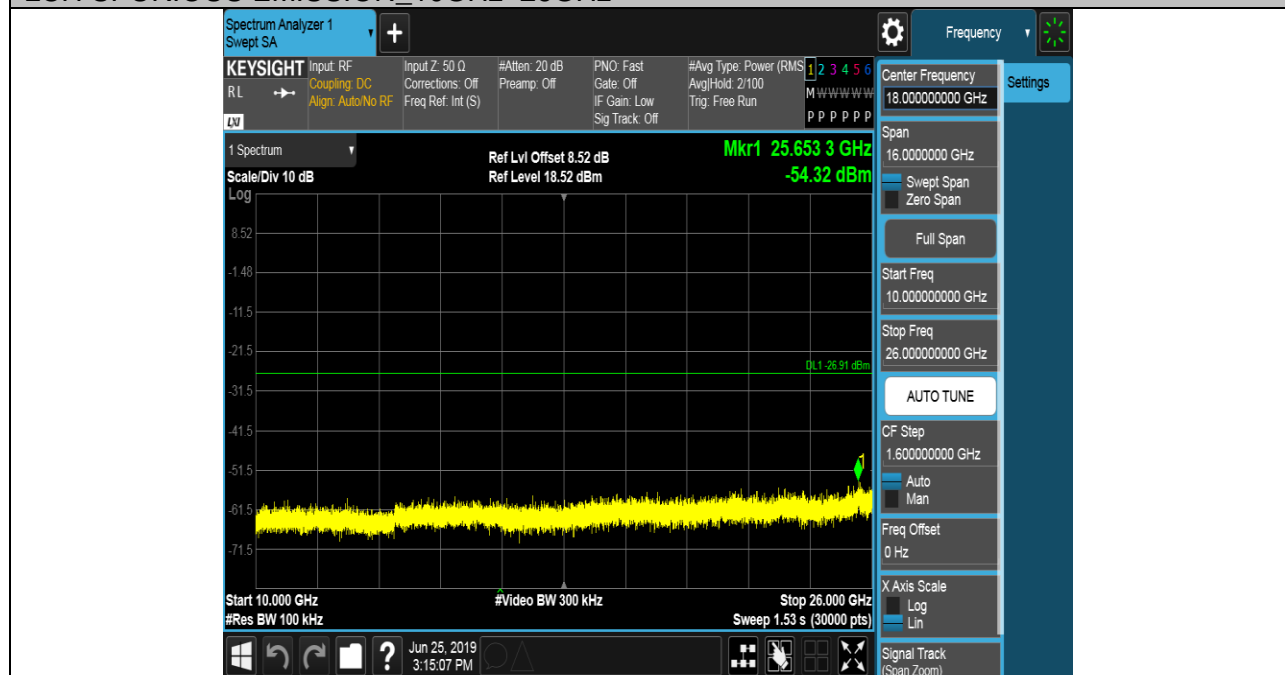 Spectrum Analyzer 1
Swept SA
+
Frequency
KEYSIGHT
RL
LXI
Input: RF
Coupling: DC
Align: Auto/No RF
Input Z: 50 Ω
Corrections: Off
Freq Ref: Int (S)
#Atten: 20 dB
Preamp: Off
PNO: Fast
Gate: Off
IF Gain: Low
Sig Track: Off
#Avg Type: Power (RMS
Avg|Hold: 2/100
Trig: Free Run
1 2 3 4 5 6
M W W W W W
P P P P P P
1 Spectrum
Scale/Div 10 dB
Log
Ref Lvl Offset 8.52 dB
Ref Level 18.52 dBm
Mkr1 25.653 3 GHz
-54.32 dBm
8.52
-1.48
-11.5
-21.5
DL1 -26.91 dBm
-31.5
-41.5
1
-51.5
-61.5
-71.5
Start 10.000 GHz
#Res BW 100 kHz
#Video BW 300 kHz
Stop 26.000 GHz
Sweep 1.53 s (30000 pts)
?
Jun 25, 2019
3:15:07 PM
Center Frequency
18.000000000 GHz
Settings
Span
16.0000000 GHz
Swept Span
Zero Span
Full Span
Start Freq
10.000000000 GHz
Stop Freq
26.000000000 GHz
AUTO TUNE
CF Step
1.600000000 GHz
Auto
Man
Freq Offset
0 Hz
X Axis Scale
Log
Lin
Signal Track
(Span Zoom)